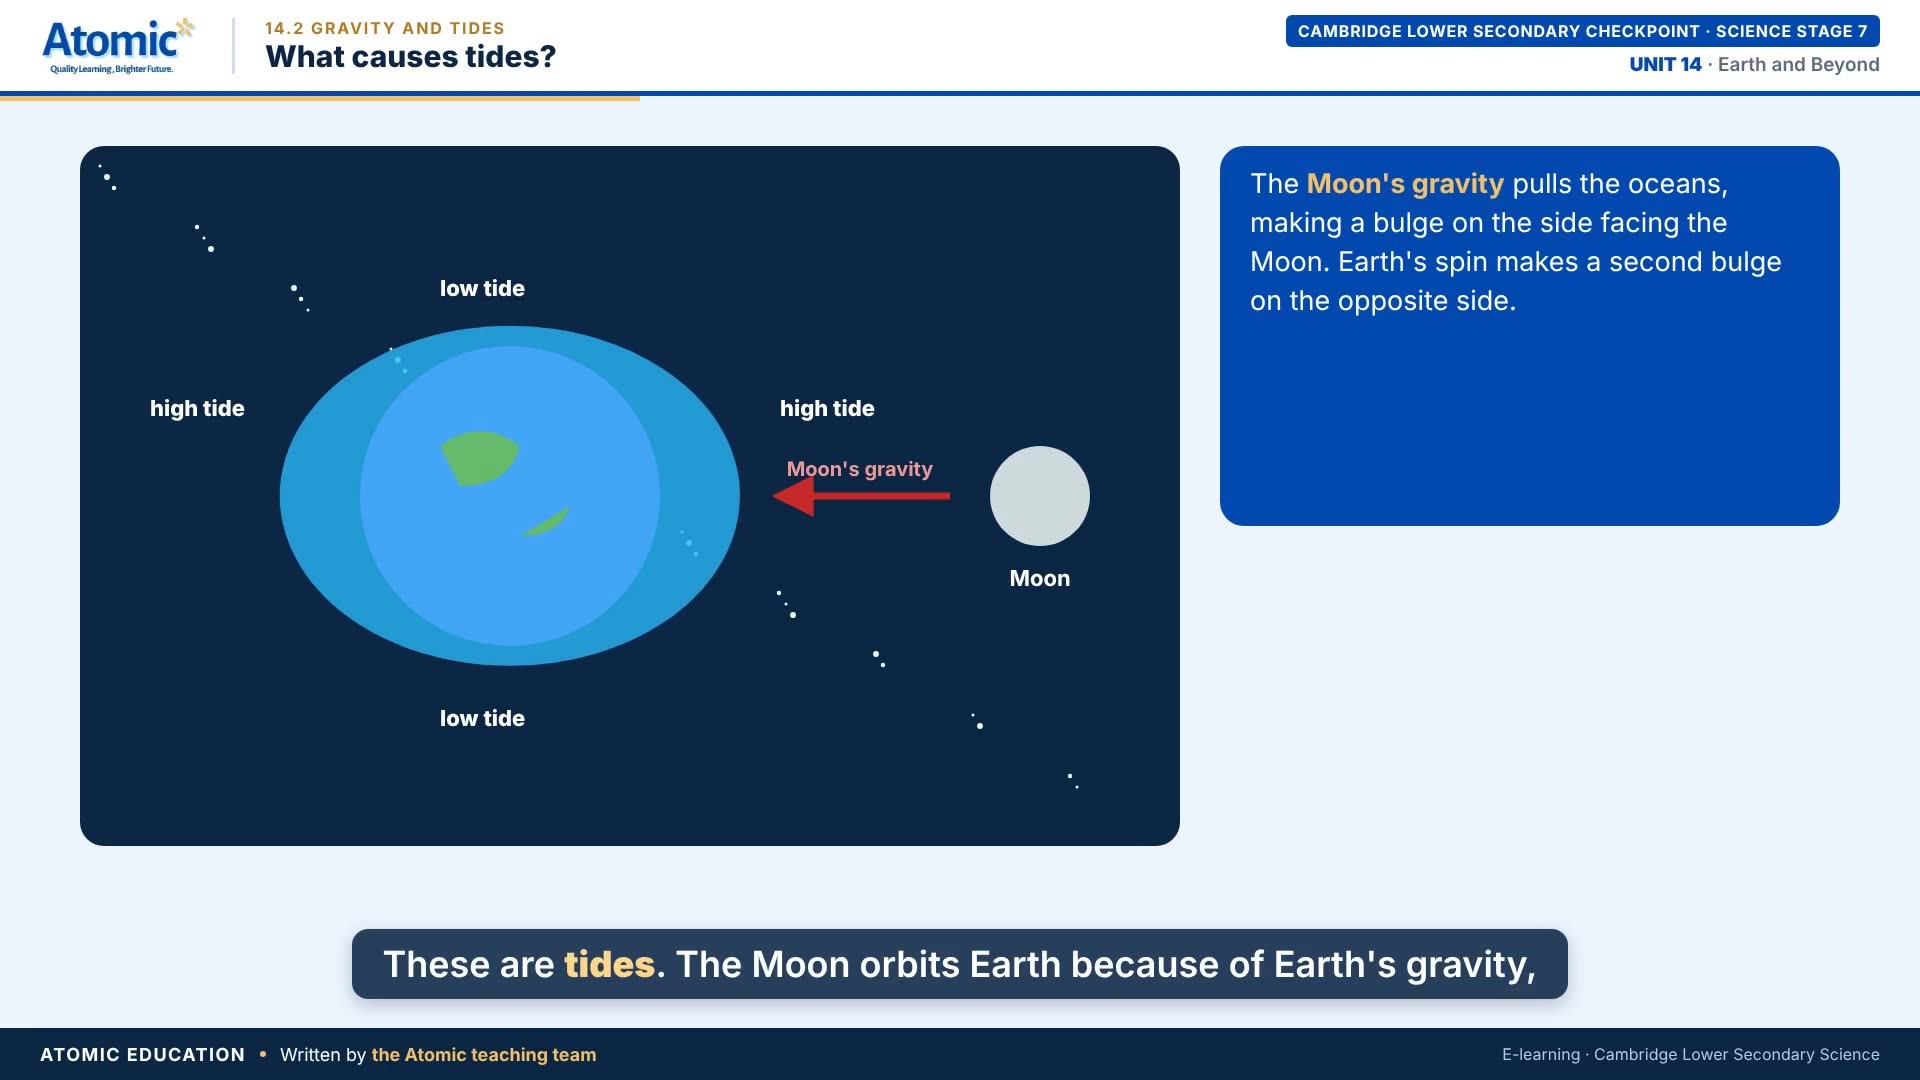 Atomic
Quality Learning, Brighter Future.
14.2 GRAVITY AND TIDES
What causes tides?
CAMBRIDGE LOWER SECONDARY CHECKPOINT · SCIENCE STAGE 7
UNIT 14 · Earth and Beyond
low tide
high tide
high tide
Moon's gravity
Moon
low tide
The Moon's gravity pulls the oceans,
making a bulge on the side facing the
Moon. Earth's spin makes a second bulge
on the opposite side.
These are tides. The Moon orbits Earth because of Earth's gravity,
ATOMIC EDUCATION • Written by the Atomic teaching team
E-learning · Cambridge Lower Secondary Science